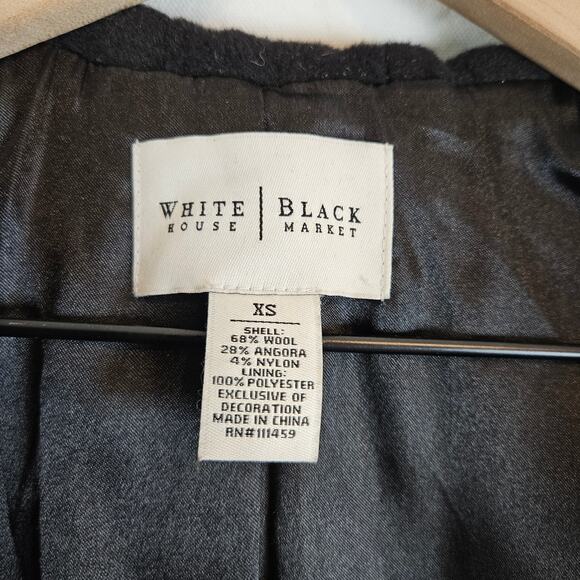 WHITE | BLACK
HOUSE MARKET
XS
SHELL:
68% WOOL
28% ANGORA
4% NYLON
LINING:
100% POLYESTER
EXCLUSIVE OF
DECORATION
MADE IN CHINA
RN#111459